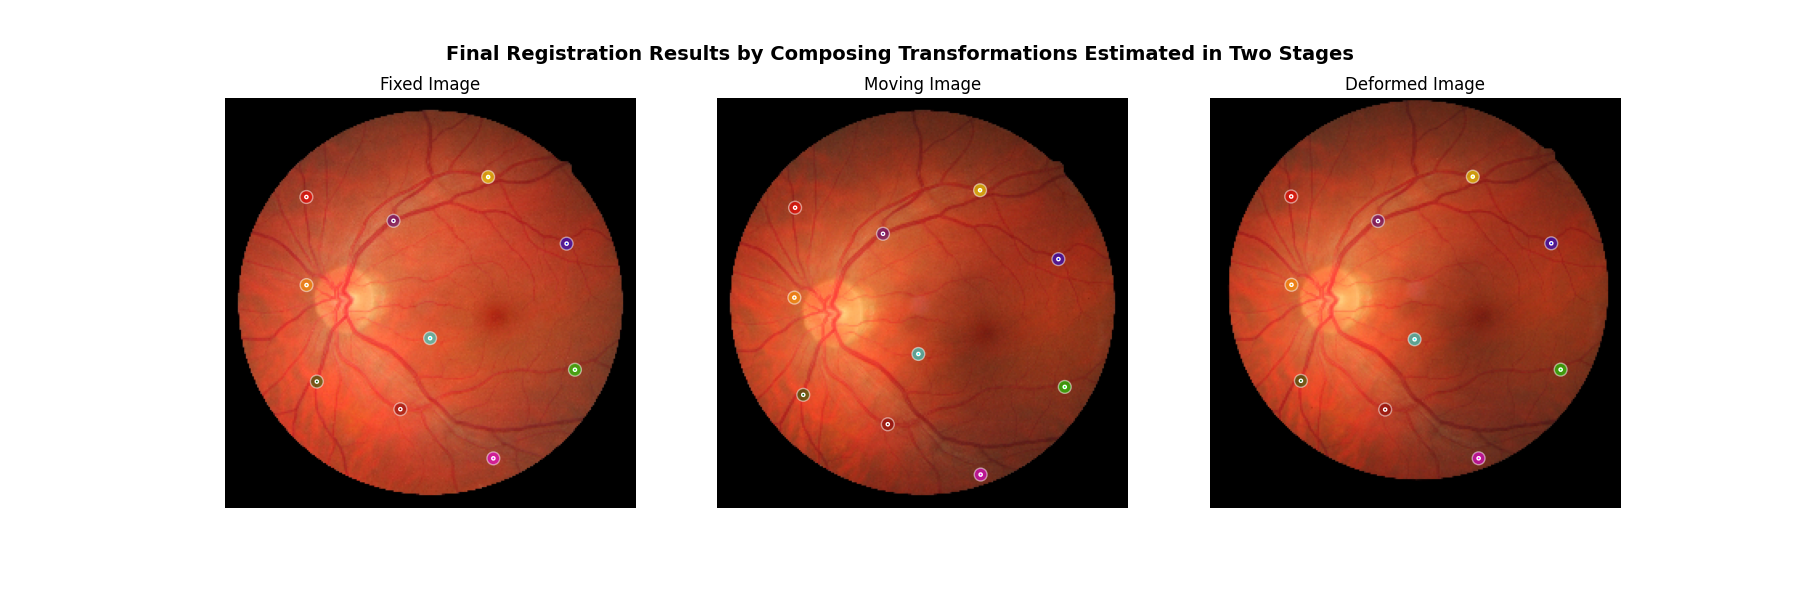 Final Registration Results by Composing Transformations Estimated in Two Stages
Fixed Image
Moving Image
Deformed Image